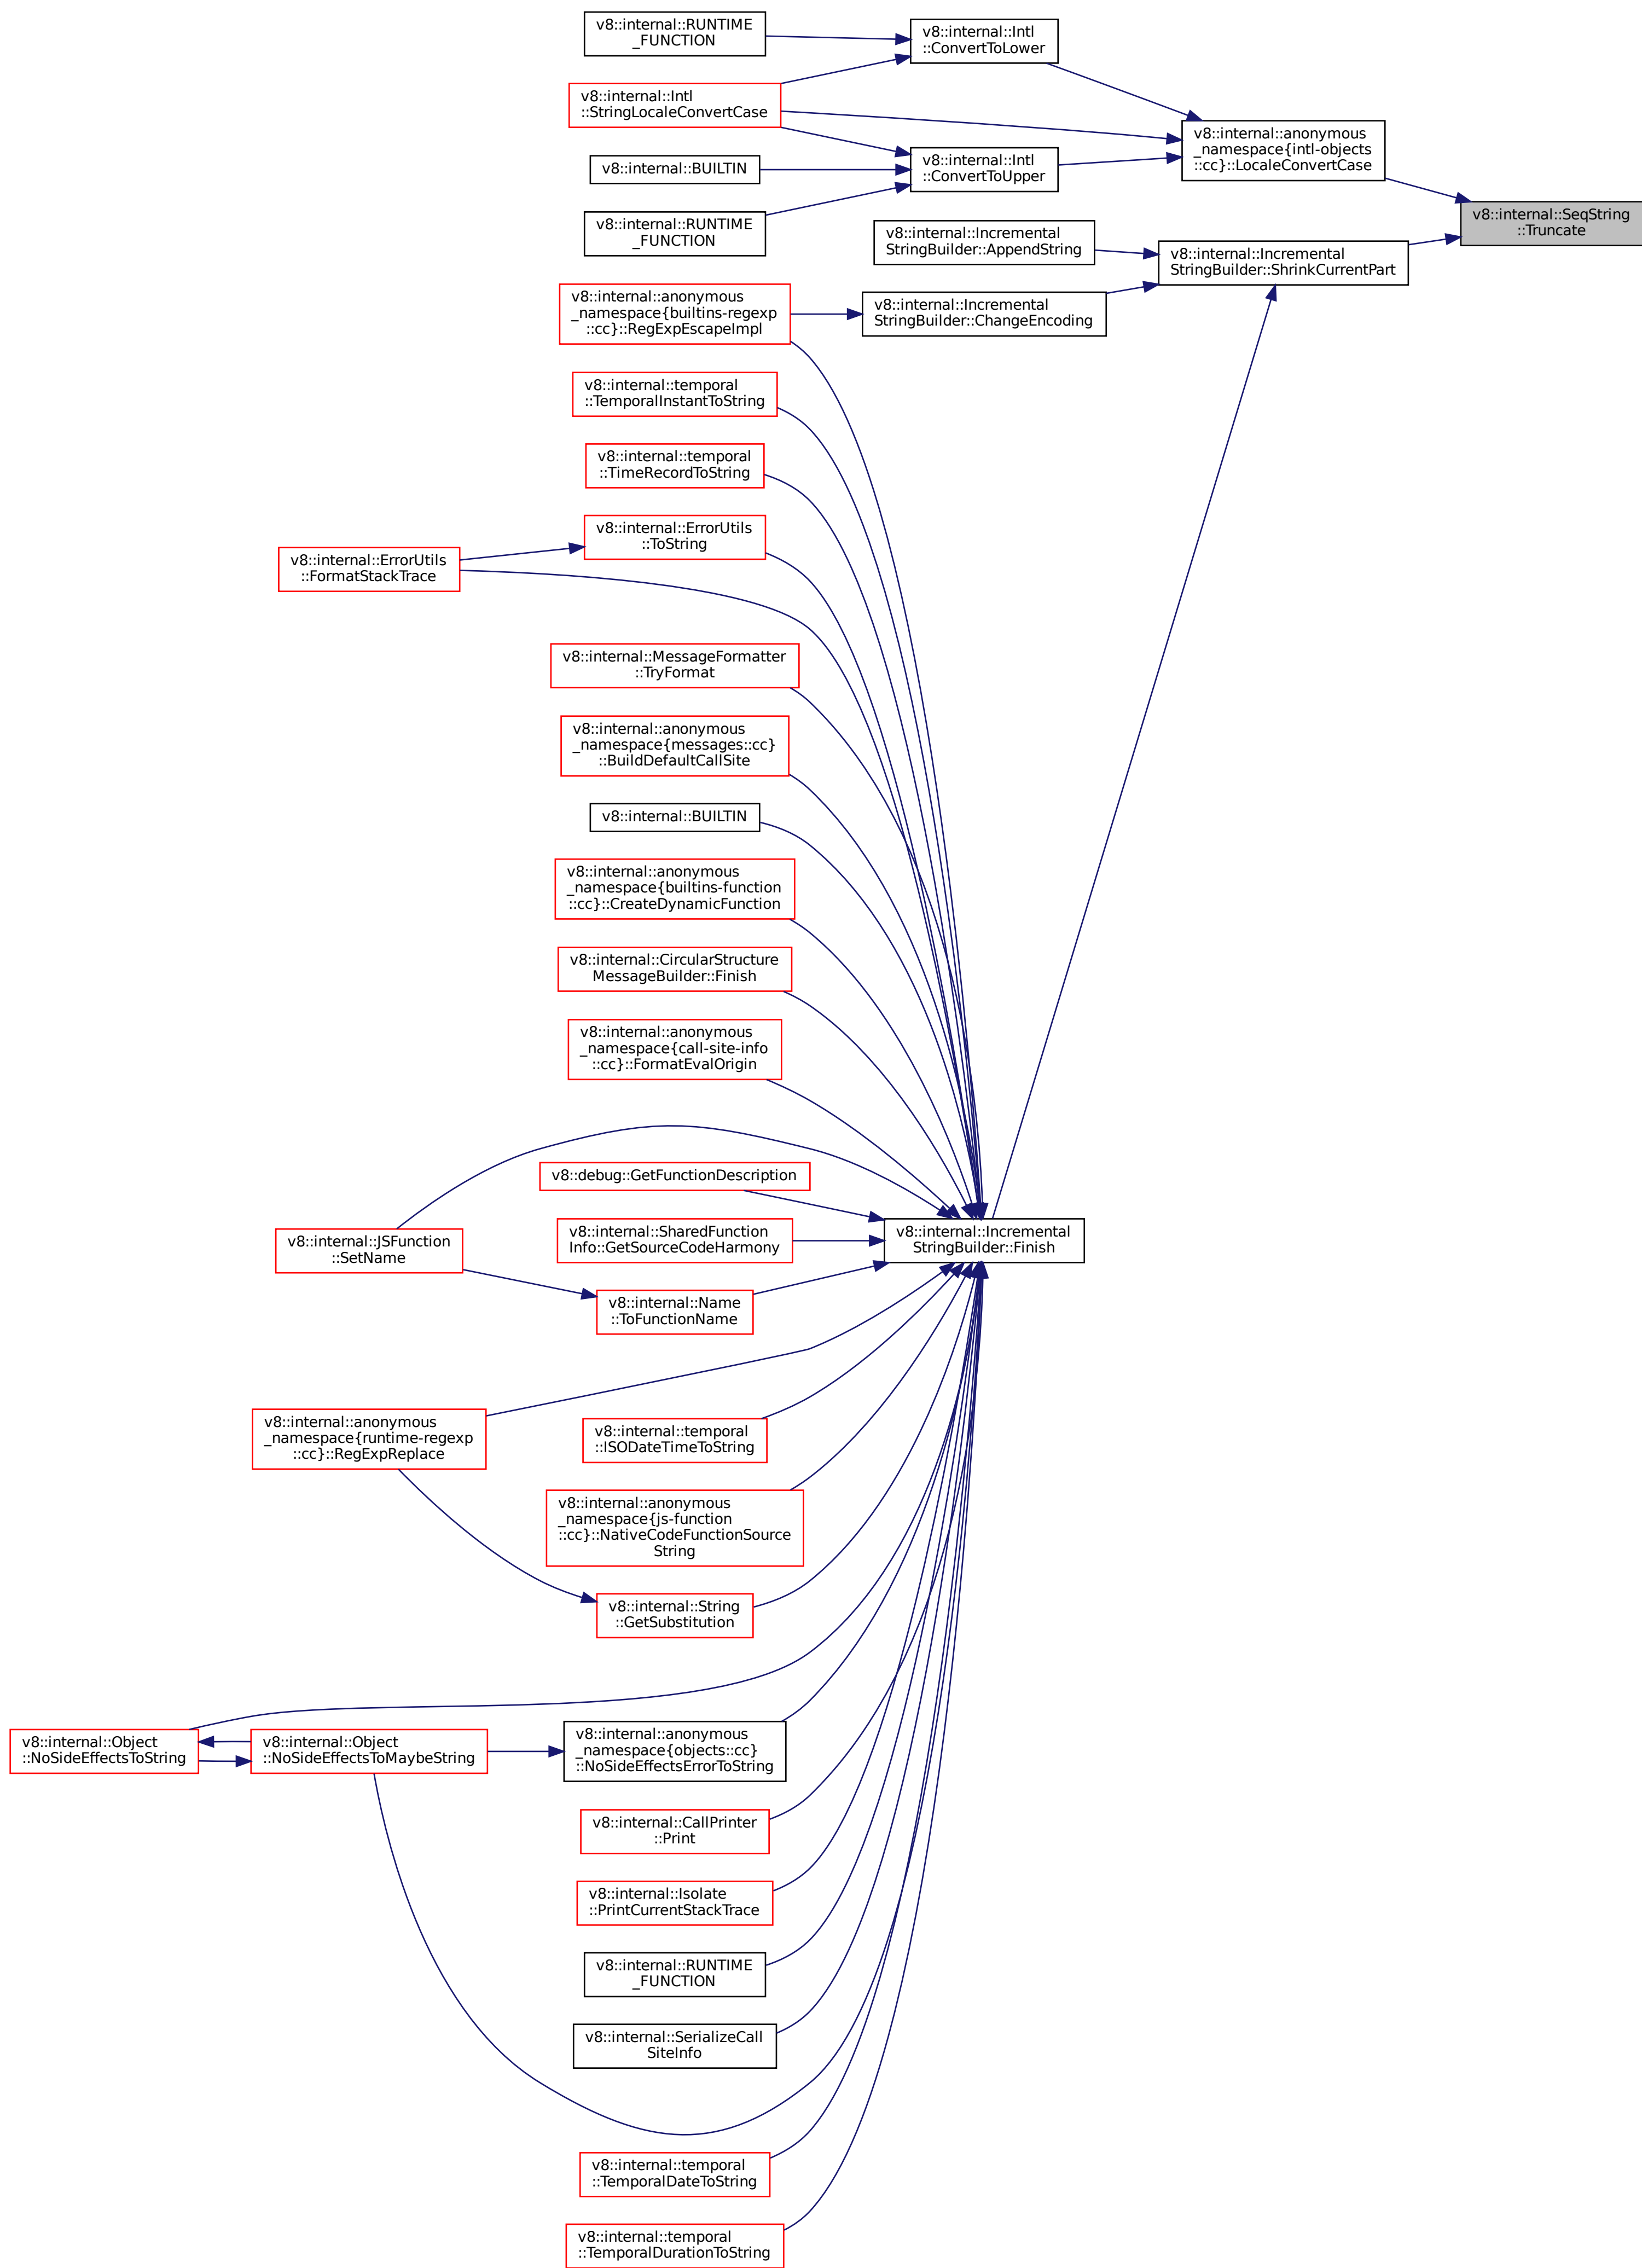 v8::internal::RUNTIME
_FUNCTION
v8::internal::Intl
::ConvertToLower
v8::internal::Intl
::StringLocaleConvertCase
v8::internal::anonymous
_namespace{intl-objects
::cc}::LocaleConvertCase
v8::internal::BUILTIN
v8::internal::Intl
::ConvertToUpper
v8::internal::SeqString
::Truncate
v8::internal::RUNTIME
_FUNCTION
v8::internal::Incremental
StringBuilder::AppendString
v8::internal::Incremental
StringBuilder::ShrinkCurrentPart
v8::internal::anonymous
_namespace{builtins-regexp
::cc}::RegExpEscapeImpl
v8::internal::Incremental
StringBuilder::ChangeEncoding
v8::internal::temporal
::TemporalInstantToString
v8::internal::temporal
::TimeRecordToString
v8::internal::ErrorUtils
::ToString
v8::internal::ErrorUtils
::FormatStackTrace
v8::internal::MessageFormatter
::TryFormat
v8::internal::anonymous
_namespace{messages::cc}
::BuildDefaultCallSite
v8::internal::BUILTIN
v8::internal::anonymous
_namespace{builtins-function
::cc}::CreateDynamicFunction
v8::internal::CircularStructure
MessageBuilder::Finish
v8::internal::anonymous
_namespace{call-site-info
::cc}::FormatEvalOrigin
v8::debug::GetFunctionDescription
v8::internal::JSFunction
::SetName
v8::internal::SharedFunction
Info::GetSourceCodeHarmony
v8::internal::Incremental
StringBuilder::Finish
v8::internal::Name
::ToFunctionName
v8::internal::anonymous
_namespace{runtime-regexp
::cc}::RegExpReplace
v8::internal::temporal
::ISODateTimeToString
v8::internal::anonymous
_namespace{js-function
::cc}::NativeCodeFunctionSource
String
v8::internal::String
::GetSubstitution
v8::internal::Object
::NoSideEffectsToString
v8::internal::Object
::NoSideEffectsToMaybeString
v8::internal::anonymous
_namespace{objects::cc}
::NoSideEffectsErrorToString
v8::internal::CallPrinter
::Print
v8::internal::Isolate
::PrintCurrentStackTrace
v8::internal::RUNTIME
_FUNCTION
v8::internal::SerializeCall
SiteInfo
v8::internal::temporal
::TemporalDateToString
v8::internal::temporal
::TemporalDurationToString